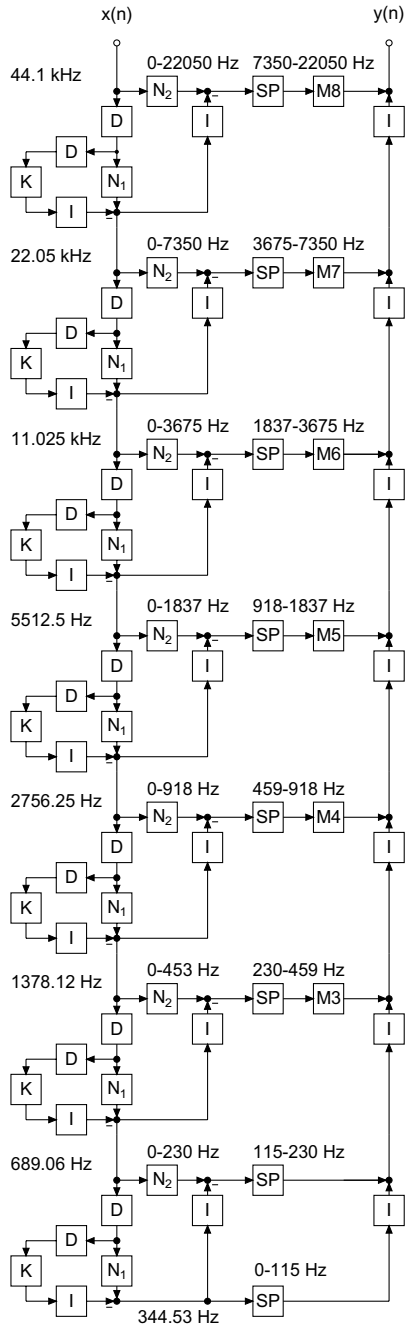 x(n) y(n)
44.1 kHz 0-22050 Hz 7350-22050 Hz
N₂ SP M8
D I I
D
K N₁
I –
22.05 kHz 0-7350 Hz 3675-7350 Hz
N₂ – SP M7
D I I
D
K N₁
I –
11.025 kHz 0-3675 Hz 1837-3675 Hz
N₂ – SP M6
D I I
D
K N₁
I –
5512.5 Hz 0-1837 Hz 918-1837 Hz
N₂ – SP M5
D I I
D
K N₁
I –
2756.25 Hz 0-918 Hz 459-918 Hz
N₂ – SP M4
D I I
D
K N₁
I –
1378.12 Hz 0-453 Hz 230-459 Hz
N₂ – SP M3
D I I
D
K N₁
I –
689.06 Hz 0-230 Hz 115-230 Hz
N₂ – SP
D I I
D
K N₁ 0-115 Hz
I – SP
344.53 Hz